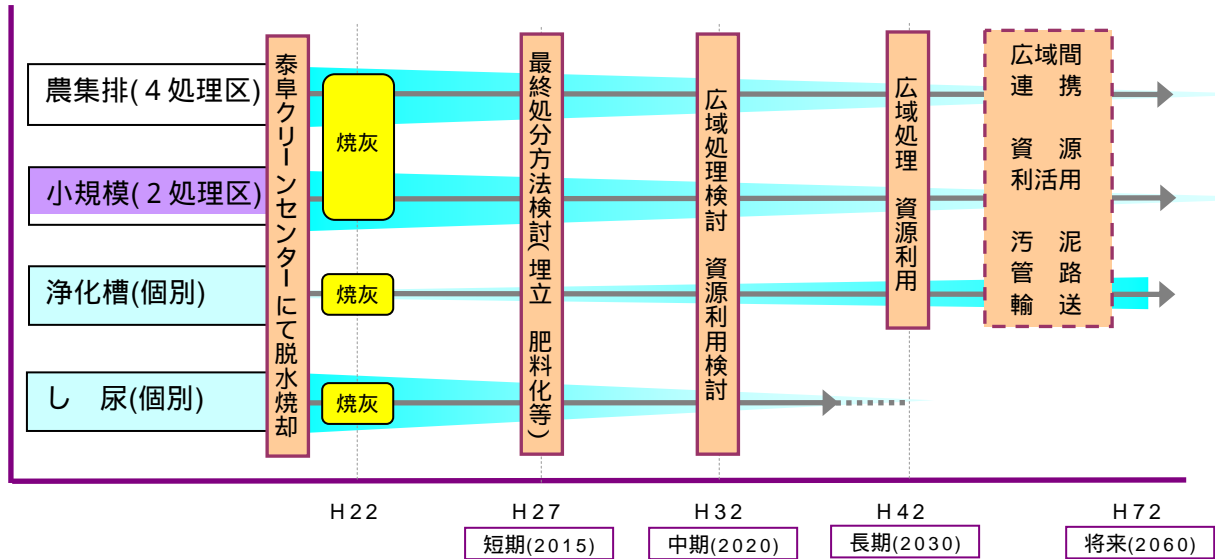 農集排(４処理区)
小規模(２処理区)
浄化槽(個別)
し　尿(個別)
泰阜クリーンセンターにて脱水焼却
焼灰
焼灰
焼灰
最終処分方法検討(埋立　肥料化等)
広域処理検討　資源利用検討
広域処理　資源利用
広域間
連　携
資　源
利活用
汚　泥
管　路
輸　送
H22
H27
H32
H42
H72
短期(2015)
中期(2020)
長期(2030)
将来(2060)